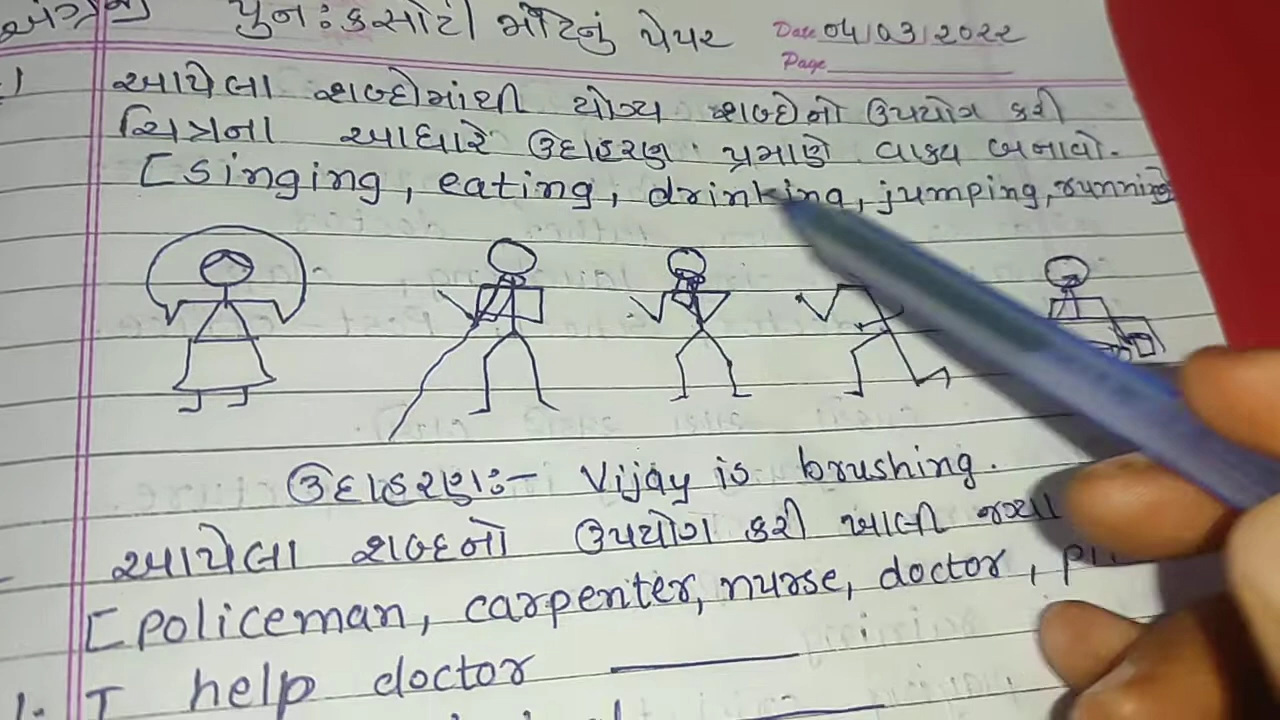 અંગ્રેજી પુનઃકસોટી માટેનું પેપર Date 04/03/2022
Page
આપેલા શબ્દોમાંથી યોગ્ય શબ્દોનો ઉપયોગ કરી
ચિત્રના આધારે ઉદાહરણ પ્રમાણે વાક્ય બનાવો.
[singing, eating, drinking, jumping, running
ઉદાહરણ:- Vijay is brushing.
આપેલા શબ્દનો ઉપયોગ કરી ખાલી જગ્યા
[policeman, carpenter, nurse, doctor,
1. I help doctor